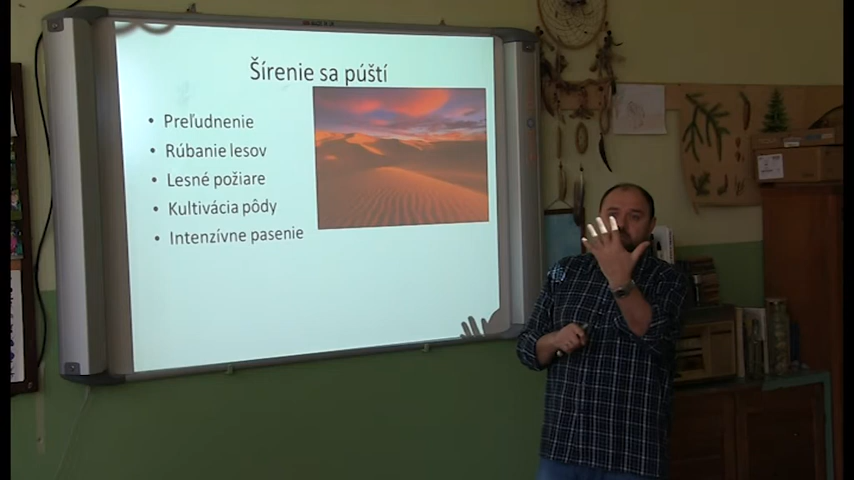 Šírenie sa púští
• Preľudnenie
• Rúbanie lesov
• Lesné požiare
• Kultivácia pôdy
• Intenzívne pasenie